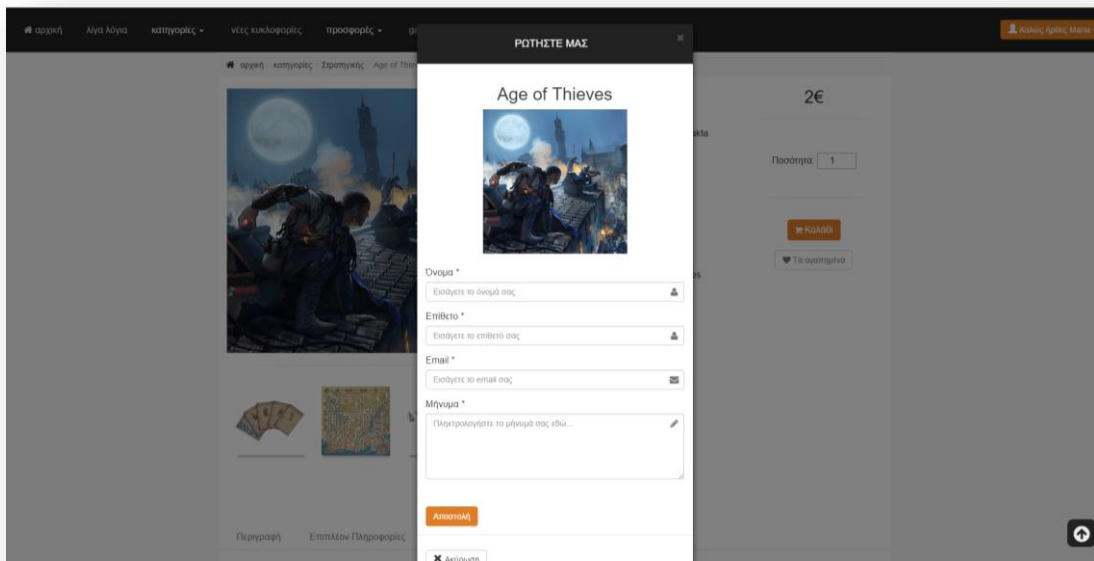 αρχική λίγα λόγια κατηγορίες νέες κυκλοφορίες προσφορές
Καλώς ήρθες Maria
ΡΩΤΗΣΤΕ ΜΑΣ ×
αρχική κατηγορίες Στρατηγικής Age of
Age of Thieves
2€
Ποσότητα: 1
Καλάθι
Τα αγαπημένα
Όνομα *
Εισάγετε το όνομά σας
Επίθετο *
Εισάγετε το επίθετό σας
Email *
Εισάγετε το email σας
Μήνυμα *
Πληκτρολογήστε το μήνυμά σας εδώ...
Αποστολή
Περιγραφή Επιπλέον Πληροφορίες
Ακύρωση